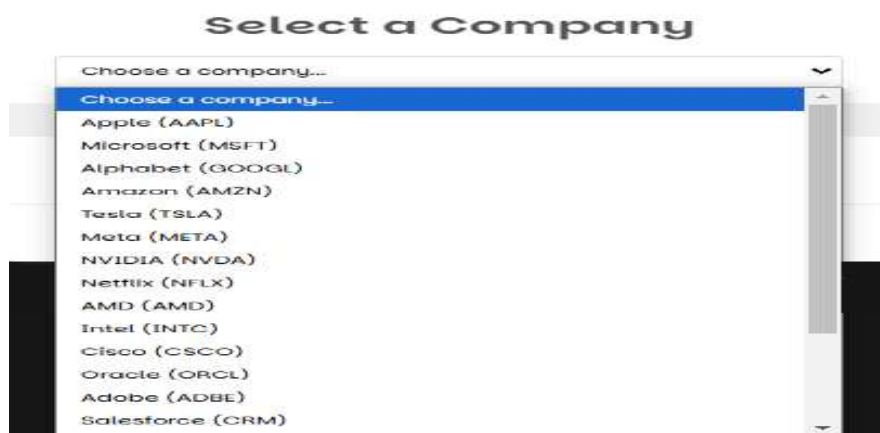 Select a Company
Choose a company...
Choose a company...
Apple (AAPL)
Microsoft (MSFT)
Alphabet (GOOGL)
Amazon (AMZN)
Tesla (TSLA)
Meta (META)
NVIDIA (NVDA)
Netflix (NFLX)
AMD (AMD)
Intel (INTC)
Cisco (CSCO)
Oracle (ORCL)
Adobe (ADBE)
Salesforce (CRM)